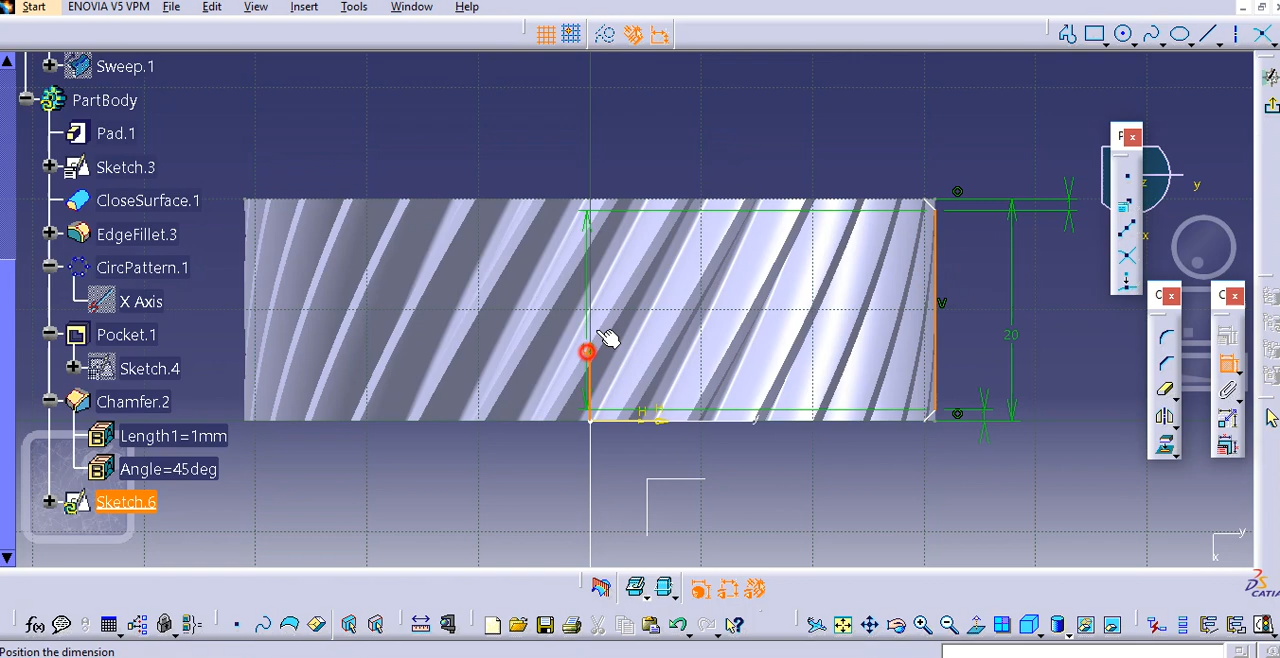 Start ENOVIA V5 VPM File Edit View Insert Tools Window Help
Sweep.1
PartBody
Pad.1
Sketch.3
CloseSurface.1
EdgeFillet.3
CircPattern.1
X Axis
Pocket.1
Sketch.4
Chamfer.2
Length1=1mm
Angle=45deg
Sketch.6
20
V
H
y
z
x
P
C
C
y
x
f(x)
CATIA
Position the dimension